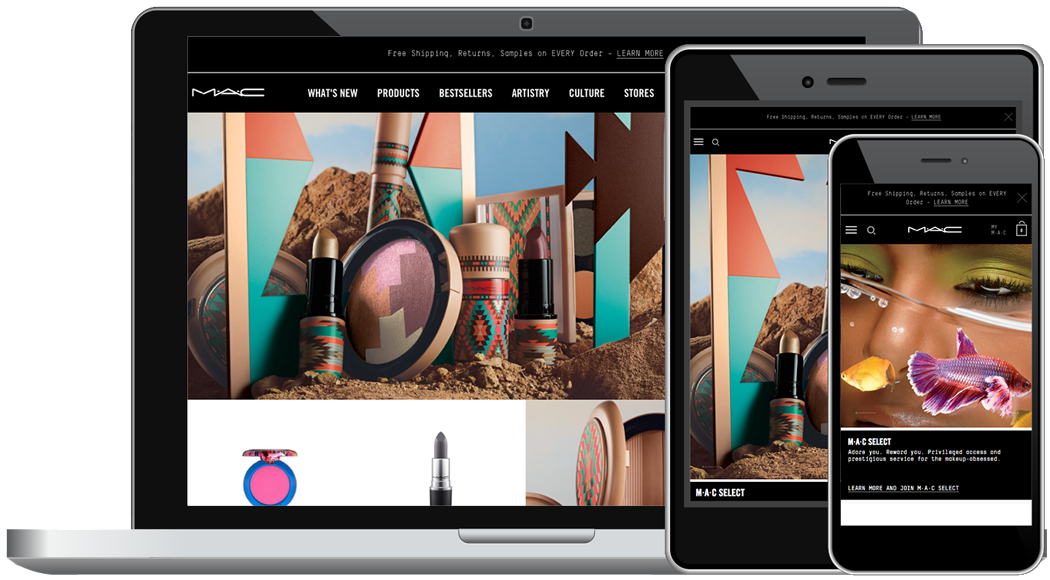 Free Shipping, Returns, Samples on EVERY Order - LEARN MORE
M·A·C
WHAT'S NEW PRODUCTS BESTSELLERS ARTISTRY CULTURE STORES
Free Shipping, Returns, Samples on EVERY Order - LEARN MORE
M·A·C SELECT
Free Shipping, Returns, Samples on EVERY
Order - LEARN MORE
M·A·C
MY
M·A·C
M·A·C SELECT
Adore you. Reward you. Privileged access and
prestigious service for the makeup-obsessed.
LEARN MORE AND JOIN M·A·C SELECT